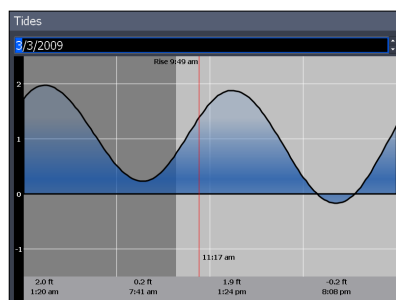 Tides
3/3/2009
Rise 9:49 am
2
1
0
-1
11:17 am
2.0 ft 0.2 ft 1.9 ft -0.2 ft
1:20 am 7:41 am 1:24 pm 8:08 pm